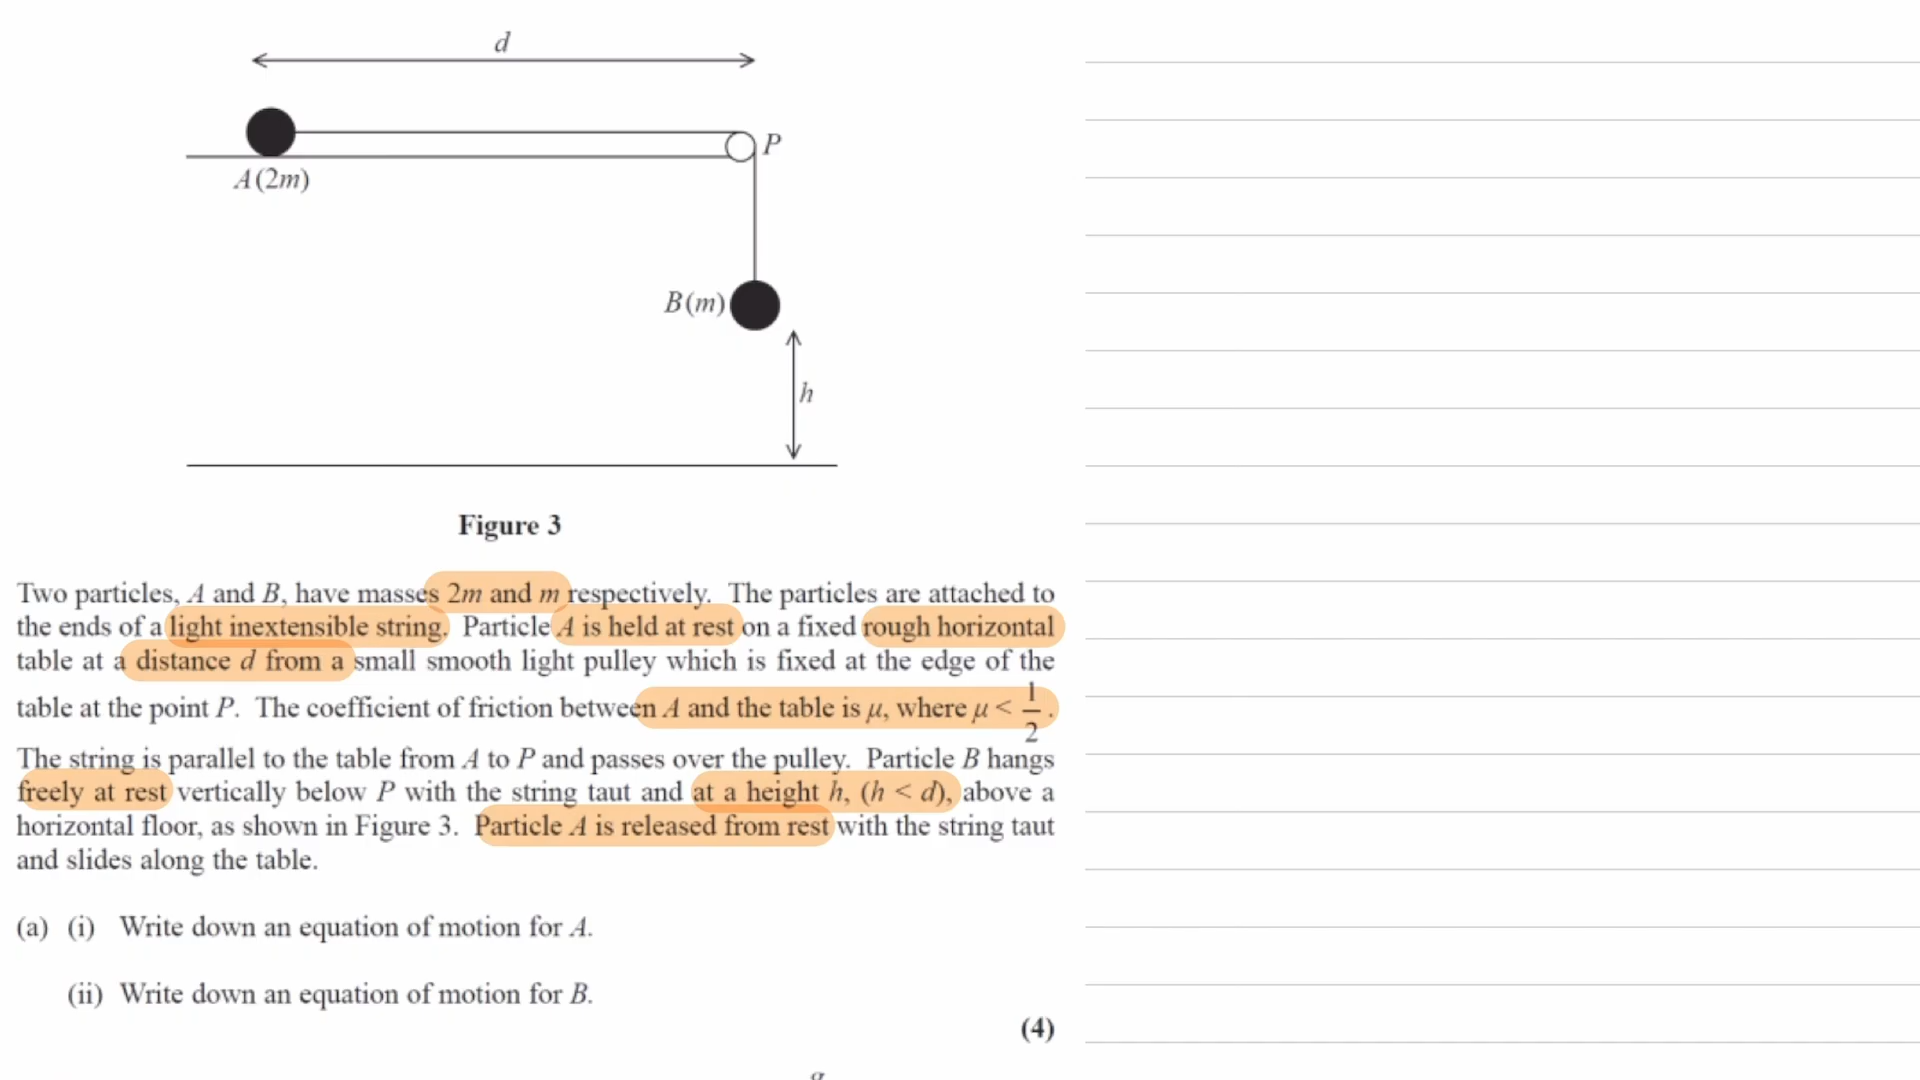 d
P
A(2m)
B(m)
h
Figure 3
Two particles, A and B, have masses 2m and m respectively. The particles are attached to
the ends of a light inextensible string. Particle A is held at rest on a fixed rough horizontal
table at a distance d from a small smooth light pulley which is fixed at the edge of the
table at the point P. The coefficient of friction between A and the table is μ, where μ < 1/2.
The string is parallel to the table from A to P and passes over the pulley. Particle B hangs
freely at rest vertically below P with the string taut and at a height h, (h < d), above a
horizontal floor, as shown in Figure 3. Particle A is released from rest with the string taut
and slides along the table.
(a) (i) Write down an equation of motion for A.
(ii) Write down an equation of motion for B.
(4)